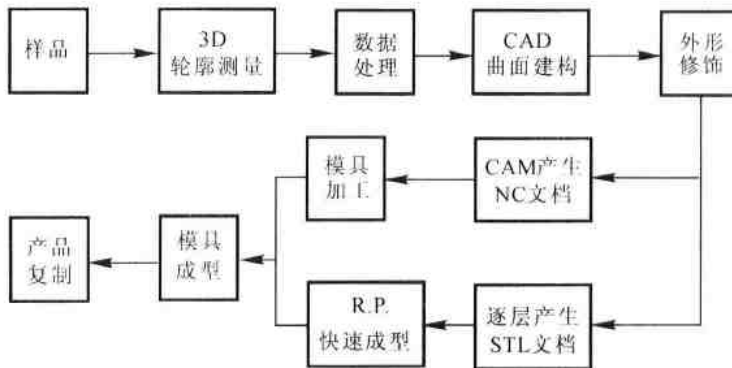 样品
3D
轮廓测量
数据
处理
CAD
曲面建构
外形
修饰
模具
加工
CAM产生
NC文档
产品
复制
模具
成型
R.P.
快速成型
逐层产生
STL文档